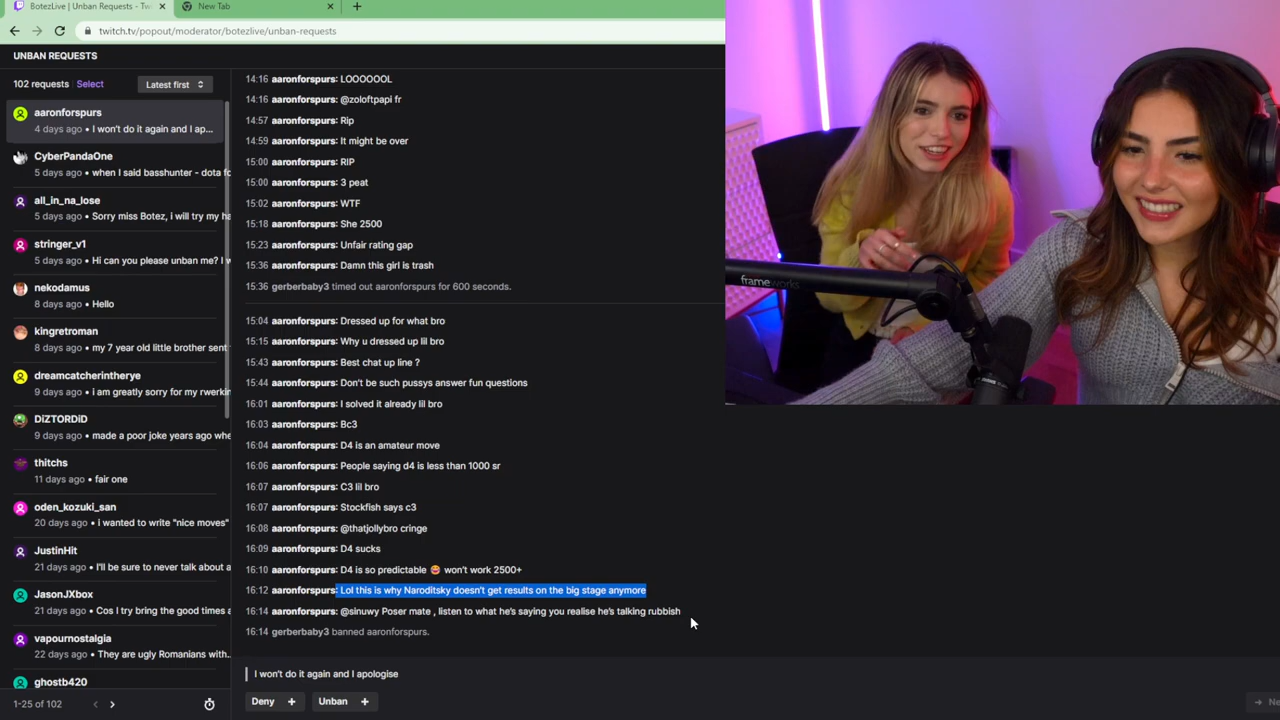 BotezLive | Unban Requests - Tw
New Tab
twitch.tv/popout/moderator/botezlive/unban-requests
UNBAN REQUESTS
102 requests Select Latest first
aaronforspurs
4 days ago • I won't do it again and I ap...
CyberPandaOne
5 days ago • when I said basshunter - dota fo
all_in_na_lose
5 days ago • Sorry miss Botez, i will try my ha
stringer_v1
5 days ago • Hi can you please unban me? I w
nekodamus
8 days ago • Hello
kingretroman
8 days ago • my 7 year old little brother sent
dreamcatcherintherye
9 days ago • i am greatly sorry for my rwerkin
DiZTORDiD
9 days ago • made a poor joke years ago whe
thitchs
11 days ago • fair one
oden_kozuki_san
20 days ago • i wanted to write "nice moves"
JustinHit
21 days ago • I'll be sure to never talk about a
JasonJXbox
21 days ago • Cos I try bring the good times a
vapournostalgia
22 days ago • They are ugly Romanians with..
ghostb420
1-25 of 102
14:16 aaronforspurs: LOOOOOOL
14:16 aaronforspurs: @zoloftpapi fr
14:57 aaronforspurs: Rip
14:59 aaronforspurs: It might be over
15:00 aaronforspurs: RIP
15:00 aaronforspurs: 3 peat
15:02 aaronforspurs: WTF
15:18 aaronforspurs: She 2500
15:23 aaronforspurs: Unfair rating gap
15:36 aaronforspurs: Damn this girl is trash
15:36 gerberbaby3 timed out aaronforspurs for 600 seconds.
15:04 aaronforspurs: Dressed up for what bro
15:15 aaronforspurs: Why u dressed up lil bro
15:43 aaronforspurs: Best chat up line ?
15:44 aaronforspurs: Don't be such pussys answer fun questions
16:01 aaronforspurs: I solved it already lil bro
16:03 aaronforspurs: Bc3
16:04 aaronforspurs: D4 is an amateur move
16:06 aaronforspurs: People saying d4 is less than 1000 sr
16:07 aaronforspurs: C3 lil bro
16:07 aaronforspurs: Stockfish says c3
16:08 aaronforspurs: @thatjollybro cringe
16:09 aaronforspurs: D4 sucks
16:10 aaronforspurs: D4 is so predictable 🤩 won't work 2500+
16:12 aaronforspurs: Lol this is why Naroditsky doesn't get results on the big stage anymore
16:14 aaronforspurs: @sinuwy Poser mate , listen to what he's saying you realise he's talking rubbish
16:14 gerberbaby3 banned aaronforspurs.
I won't do it again and I apologise
Deny + Unban +
frameworks